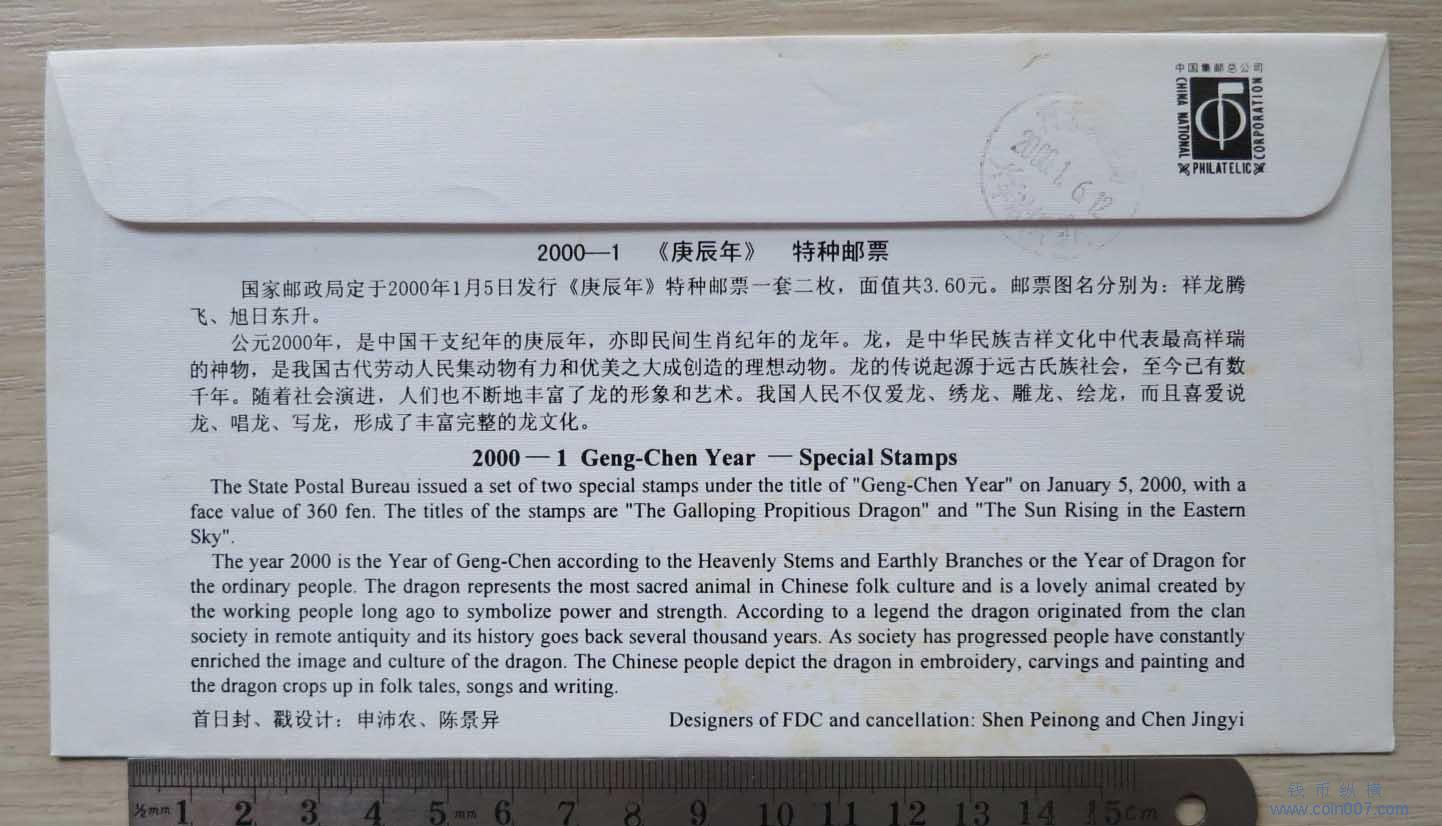 中国集邮总公司
CHINA NATIONAL
PHILATELIC
CORPORATION
2000.1.6.12
2000—1 《庚辰年》 特种邮票
国家邮政局定于2000年1月5日发行《庚辰年》特种邮票一套二枚，面值共3.60元。邮票图名分别为：祥龙腾
飞、旭日东升。
公元2000年，是中国干支纪年的庚辰年，亦即民间生肖纪年的龙年。龙，是中华民族吉祥文化中代表最高祥瑞
的神物，是我国古代劳动人民集动物有力和优美之大成创造的理想动物。龙的传说起源于远古氏族社会，至今已有数
千年。随着社会演进，人们也不断地丰富了龙的形象和艺术。我国人民不仅爱龙、绣龙、雕龙、绘龙，而且喜爱说
龙、唱龙、写龙，形成了丰富完整的龙文化。
2000 — 1 Geng-Chen Year — Special Stamps
The State Postal Bureau issued a set of two special stamps under the title of "Geng-Chen Year" on January 5, 2000, with a
face value of 360 fen. The titles of the stamps are "The Galloping Propitious Dragon" and "The Sun Rising in the Eastern
Sky".
The year 2000 is the Year of Geng-Chen according to the Heavenly Stems and Earthly Branches or the Year of Dragon for
the ordinary people. The dragon represents the most sacred animal in Chinese folk culture and is a lovely animal created by
the working people long ago to symbolize power and strength. According to a legend the dragon originated from the clan
society in remote antiquity and its history goes back several thousand years. As society has progressed people have constantly
enriched the image and culture of the dragon. The Chinese people depict the dragon in embroidery, carvings and painting and
the dragon crops up in folk tales, songs and writing.
首日封、戳设计：申沛农、陈景异 Designers of FDC and cancellation: Shen Peinong and Chen Jingyi
½mm 1 2 3 4 5 mm 6 7 8 9 10 11 12 13 14 15cm
钱币纵横
www.coin007.com